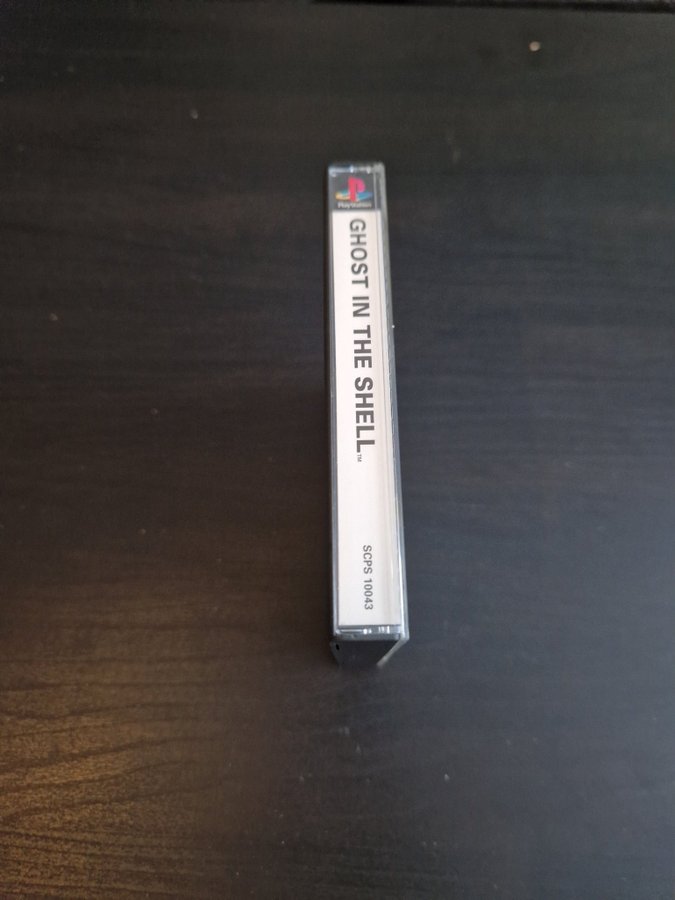 PlayStation
GHOST IN THE SHELL™
SCPS 10043